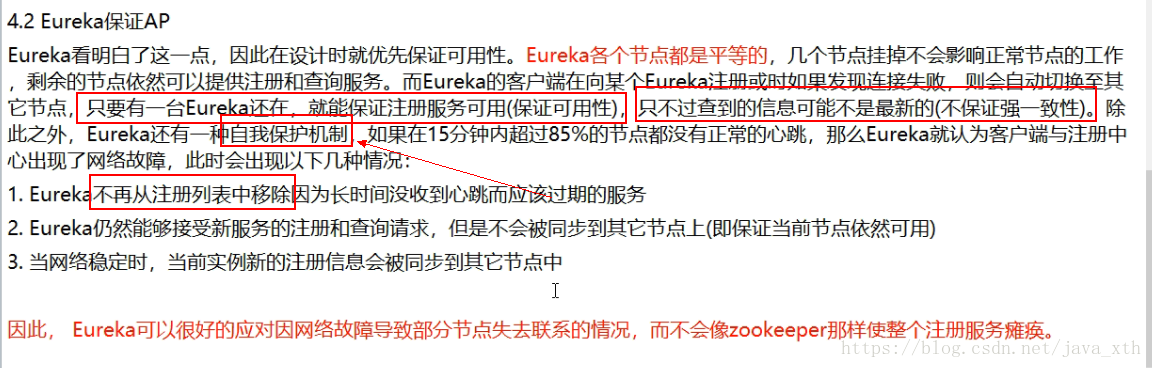 4.2 Eureka保证AP
Eureka看明白了这一点，因此在设计时就优先保证可用性。Eureka各个节点都是平等的，几个节点挂掉不会影响正常节点的工作
，剩余的节点依然可以提供注册和查询服务。而Eureka的客户端在向某个Eureka注册或时如果发现连接失败，则会自动切换至其
它节点，只要有一台Eureka还在，就能保证注册服务可用(保证可用性)，只不过查到的信息可能不是最新的(不保证强一致性)。除
此之外，Eureka还有一种自我保护机制，如果在15分钟内超过85%的节点都没有正常的心跳，那么Eureka就认为客户端与注册中
心出现了网络故障，此时会出现以下几种情况：
1. Eureka不再从注册列表中移除因为长时间没收到心跳而应该过期的服务
2. Eureka仍然能够接受新服务的注册和查询请求，但是不会被同步到其它节点上(即保证当前节点依然可用)
3. 当网络稳定时，当前实例新的注册信息会被同步到其它节点中
因此， Eureka可以很好的应对因网络故障导致部分节点失去联系的情况，而不会像zookeeper那样使整个注册服务瘫痪。
https://blog.csdn.net/java_xth